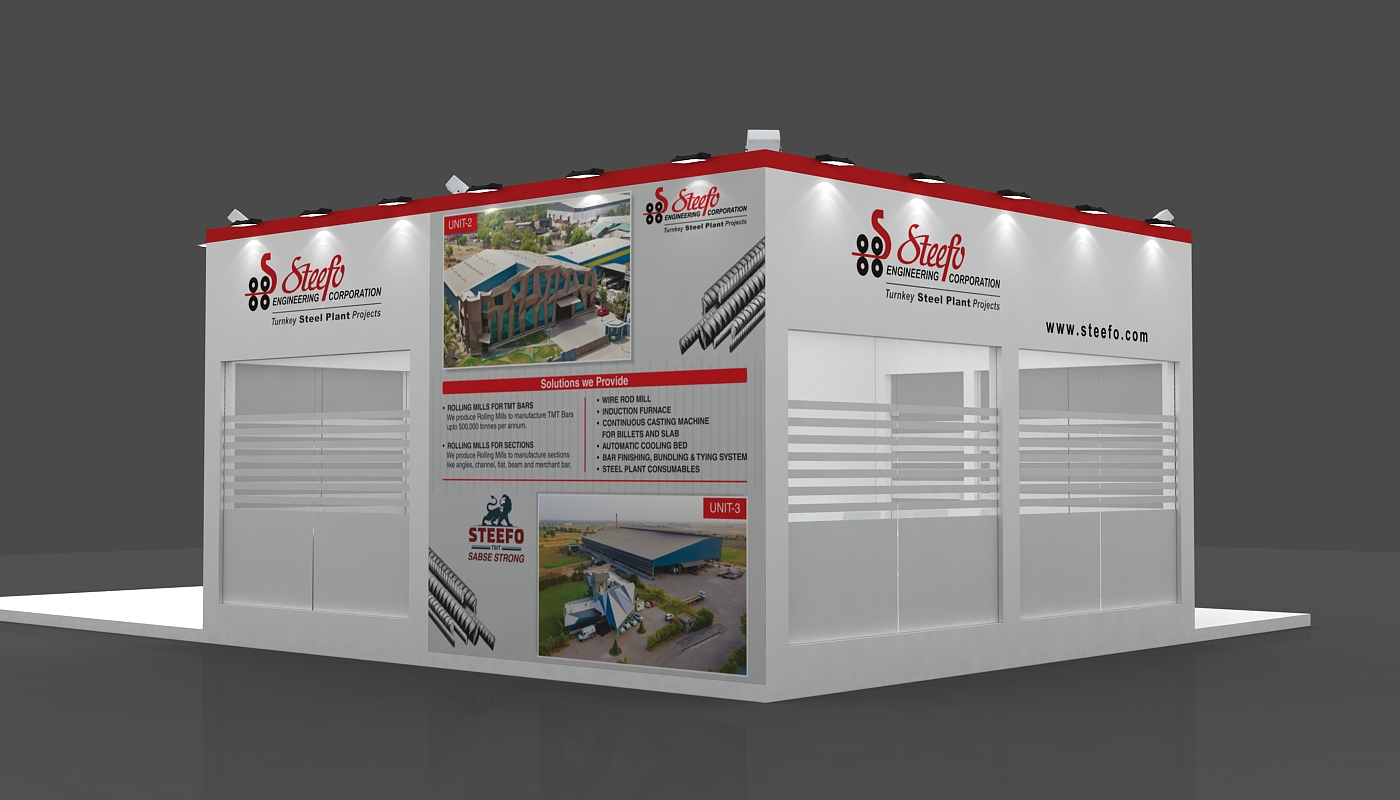 Steefo
ENGINEERING CORPORATION
Turnkey Steel Plant Projects
UNIT-2
Steefo
ENGINEERING CORPORATION
Turnkey Steel Plant Projects
Solutions we Provide
• ROLLING MILLS FOR TMT BARS
We produce Rolling Mills to manufacture TMT Bars
upto 500,000 tonnes per annum.
• ROLLING MILLS FOR SECTIONS
We produce Rolling Mills to manufacture sections
like angles, channel, flat, beam and merchant bar.
• WIRE ROD MILL
• INDUCTION FURNACE
• CONTINUOUS CASTING MACHINE
FOR BILLETS AND SLAB
• AUTOMATIC COOLING BED
• BAR FINISHING, BUNDLING & TYING SYSTEM
• STEEL PLANT CONSUMABLES
STEEFO
TMT
SABSE STRONG
UNIT-3
Steefo
ENGINEERING CORPORATION
Turnkey Steel Plant Projects
www.steefo.com